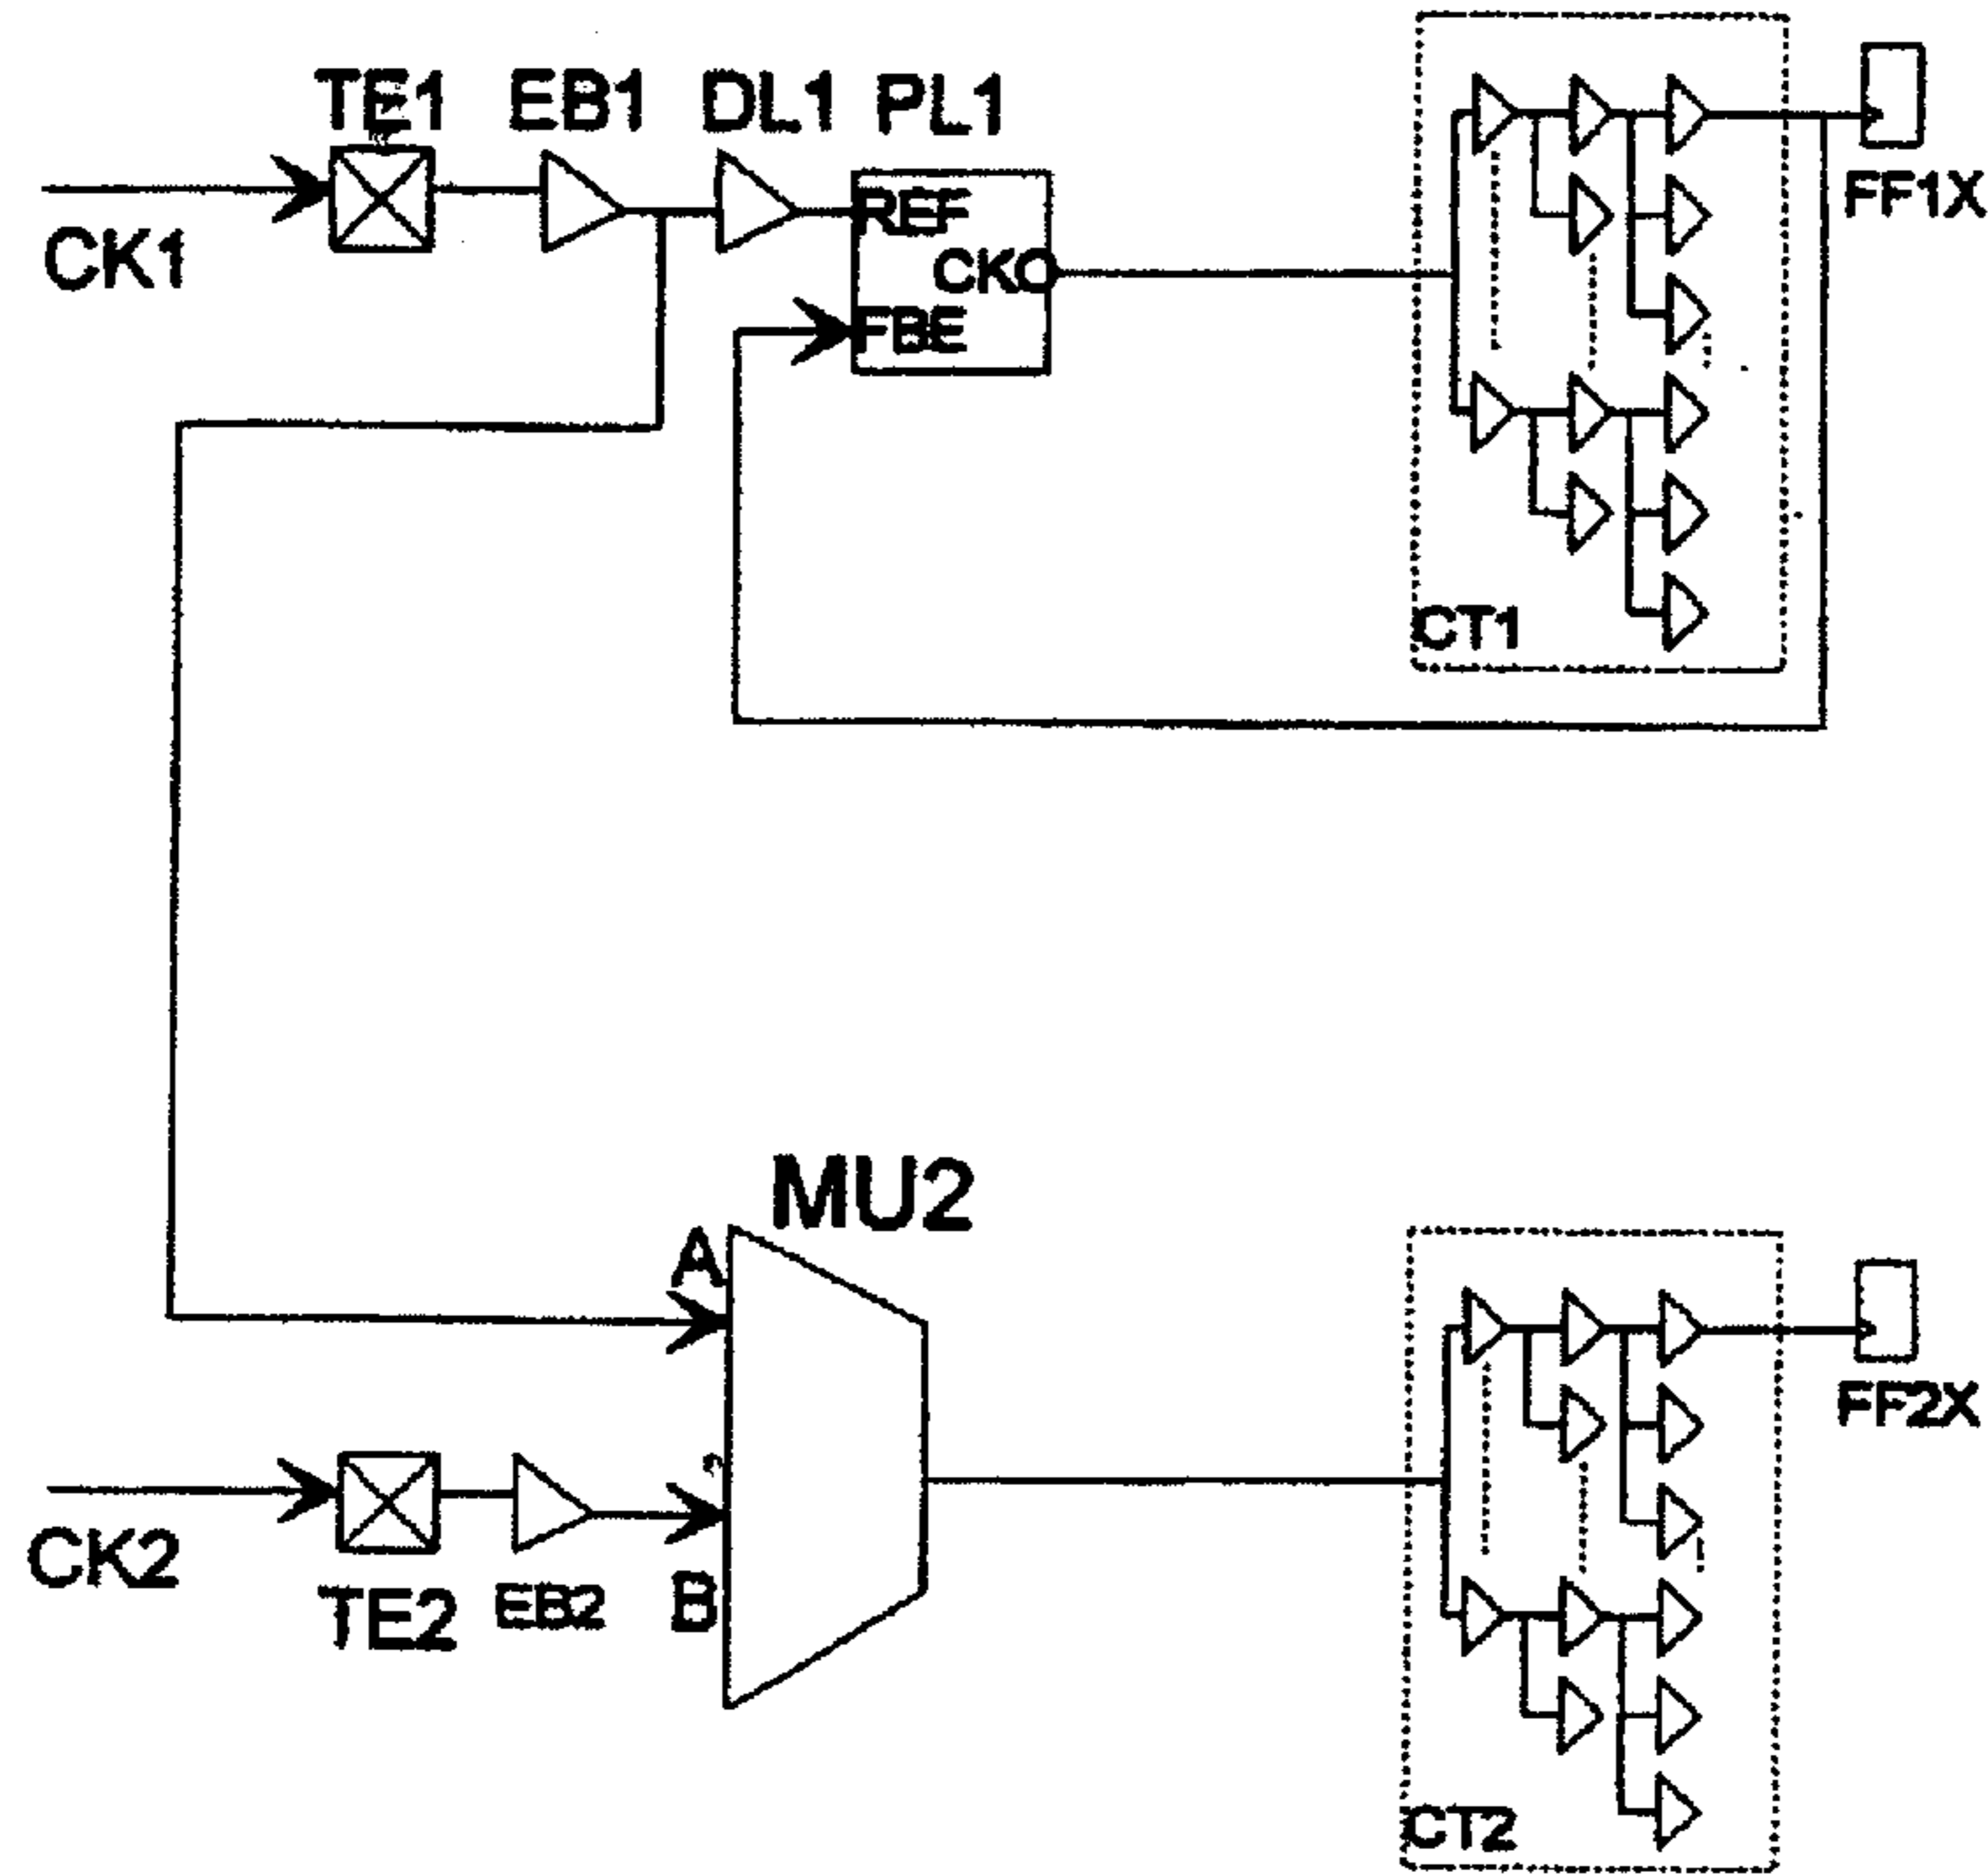 TE1
EB1
DL1
PL1
CK1
REF
CKO
FBE
FF1X
CT1
MU2
A
B
CK2
TE2
EB2
FF2X
CT2